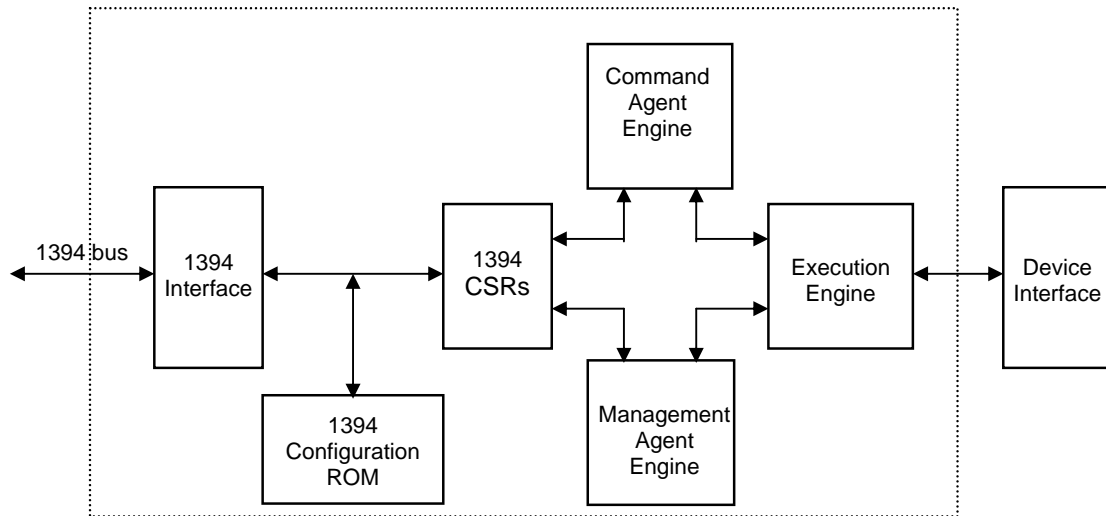 Command
Agent
Engine
1394 bus
1394
Interface
1394
CSRs
Execution
Engine
Device
Interface
1394
Configuration
ROM
Management
Agent
Engine